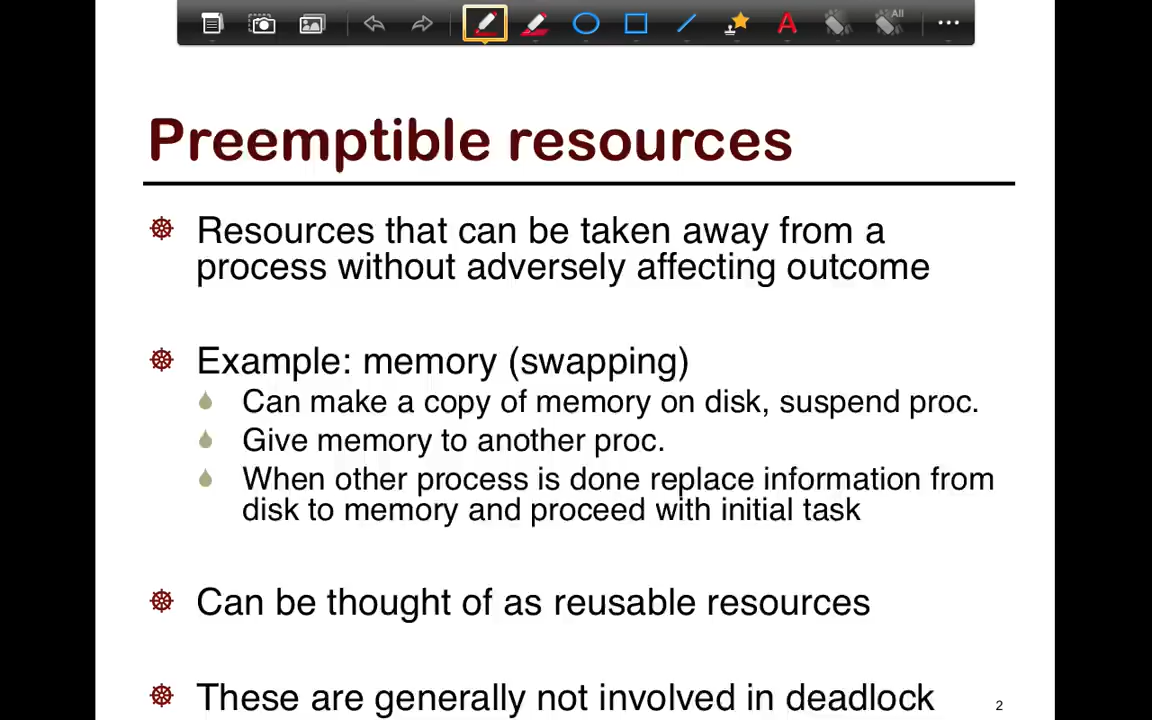 All
A
Preemptible resources
Resources that can be taken away from a
process without adversely affecting outcome
Example: memory (swapping)
Can make a copy of memory on disk, suspend proc.
Give memory to another proc.
When other process is done replace information from
disk to memory and proceed with initial task
Can be thought of as reusable resources
These are generally not involved in deadlock
2